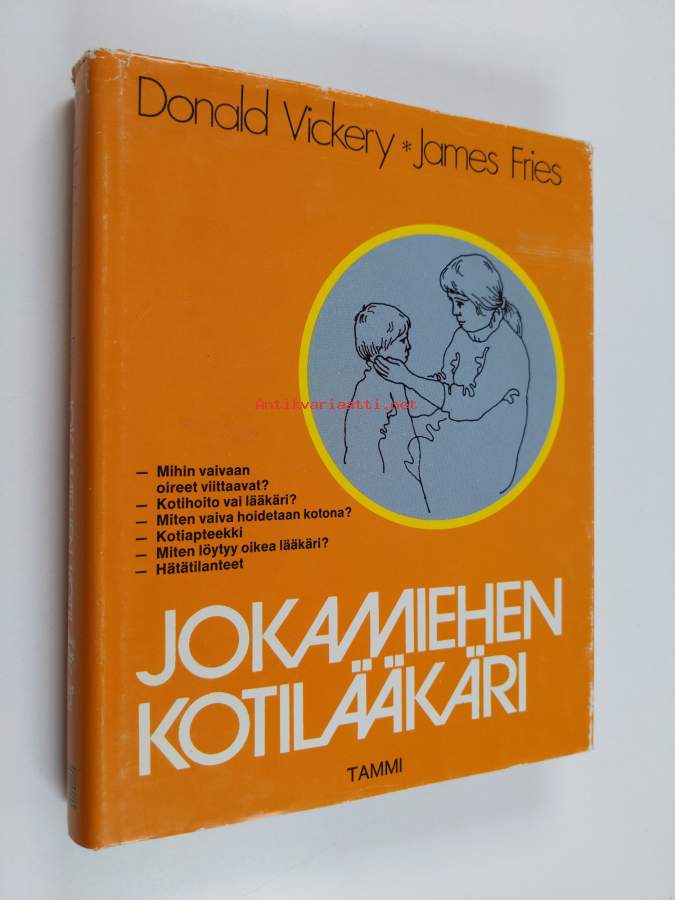 Donald Vickery * James Fries
Antikvariaatti.net
— Mihin vaivaan
oireet viittaavat?
— Kotihoito vai lääkäri?
— Miten vaiva hoidetaan kotona?
— Kotiapteekki
— Miten löytyy oikea lääkäri?
— Hätätilanteet
JOKAMIEHEN
KOTILÄÄKÄRI
TAMMI